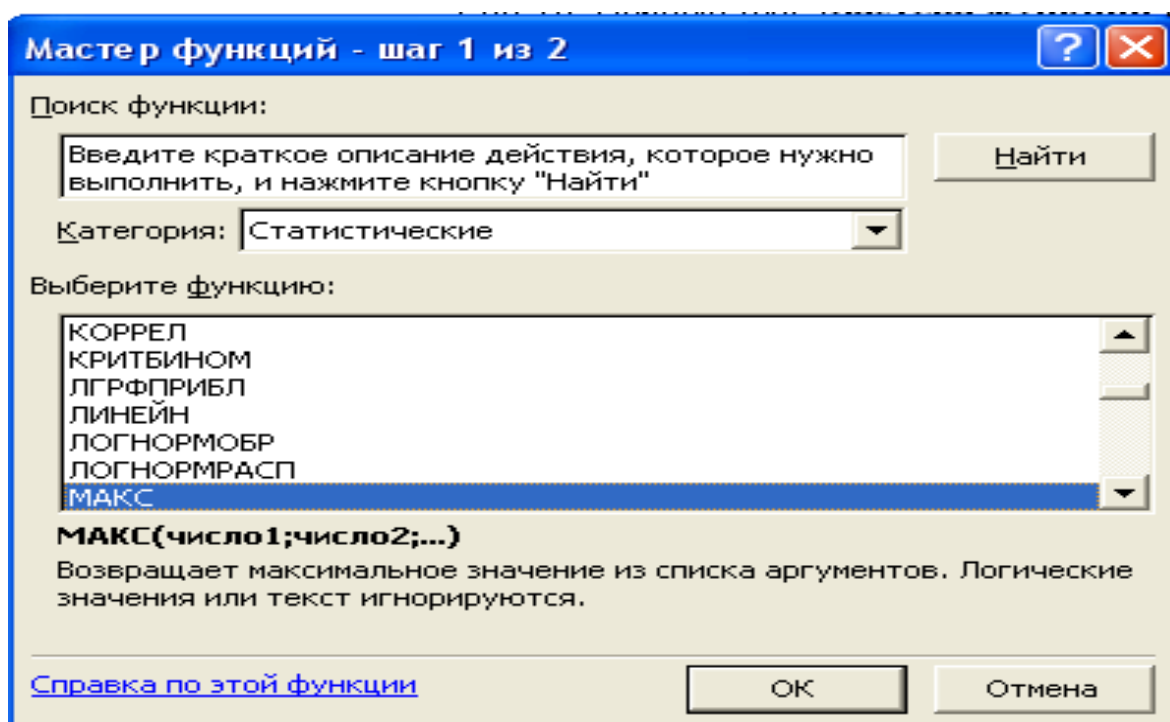 Мастер функций - шаг 1 из 2
Поиск функции:
Введите краткое описание действия, которое нужно
выполнить, и нажмите кнопку "Найти"
Найти
Категория: Статистические
Выберите функцию:
КОРРЕЛ
КРИТБИНОМ
ЛГРФПРИБЛ
ЛИНЕЙН
ЛОГНОРМОБР
ЛОГНОРМРАСП
МАКС
МАКС(число1;число2;...)
Возвращает максимальное значение из списка аргументов. Логические
значения или текст игнорируются.
Справка по этой функции
ОК
Отмена